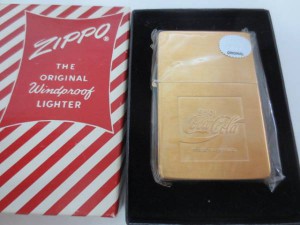 ZIPPO
THE
ORIGINAL
Windproof
LIGHTER
Coca-Cola